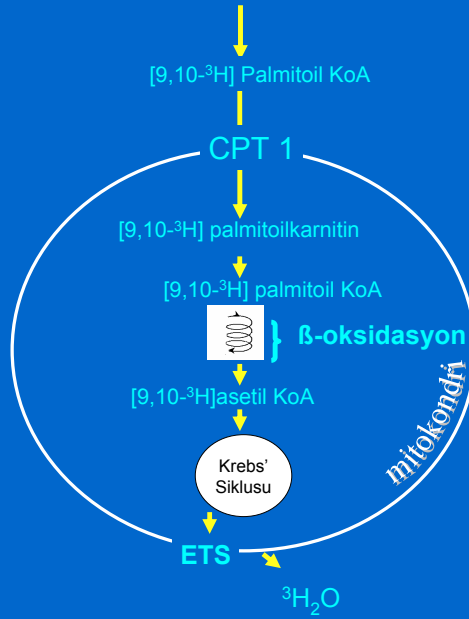 [9,10-³H] Palmitoil KoA
CPT 1
[9,10-³H] palmitoilkarnitin
[9,10-³H] palmitoil KoA
} ß-oksidasyon
[9,10-³H]asetil KoA
mitokondri
Krebs'
Siklusu
ETS
³H₂O